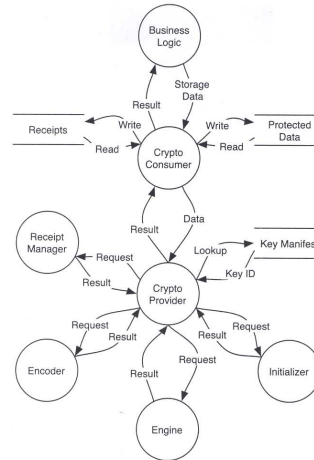 Business
Logic
Result
Storage
Data
Receipts
Write
Read
Crypto
Consumer
Write
Read
Protected
Data
Result
Data
Receipt
Manager
Request
Result
Crypto
Provider
Lookup
Key ID
Key Manifest
Request
Result
Encoder
Result
Request
Engine
Request
Result
Initializer